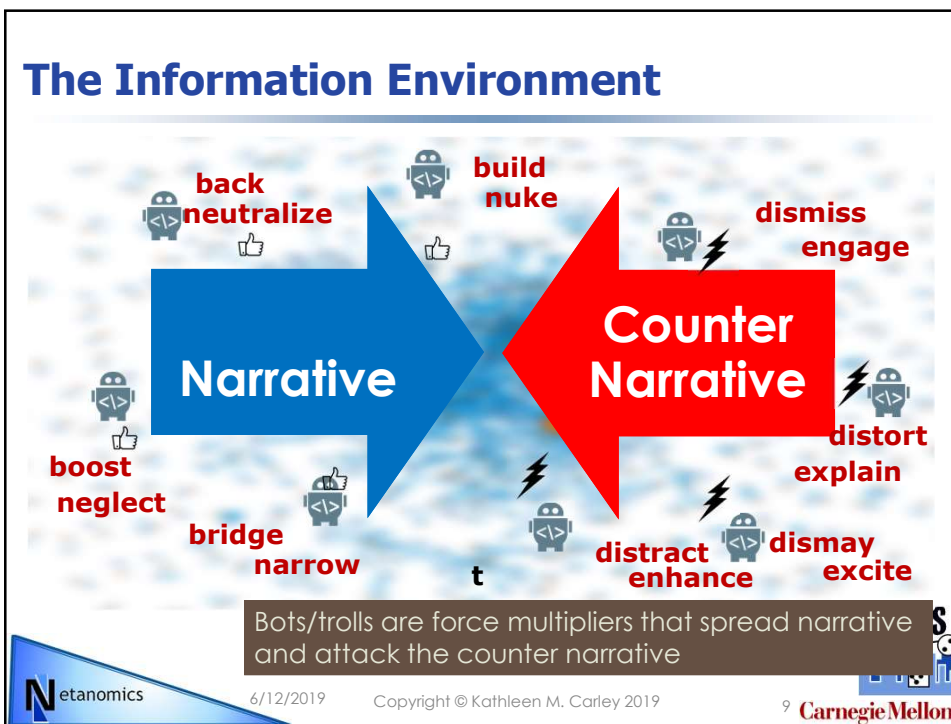 The Information Environment
back
neutralize
build
nuke
dismiss
engage
Narrative
Counter
Narrative
boost
neglect
bridge
narrow
distort
explain
distract
enhance
dismay
excite
t
Bots/trolls are force multipliers that spread narrative
and attack the counter narrative
Netanomics
6/12/2019
Copyright © Kathleen M. Carley 2019
9
Carnegie Mellon